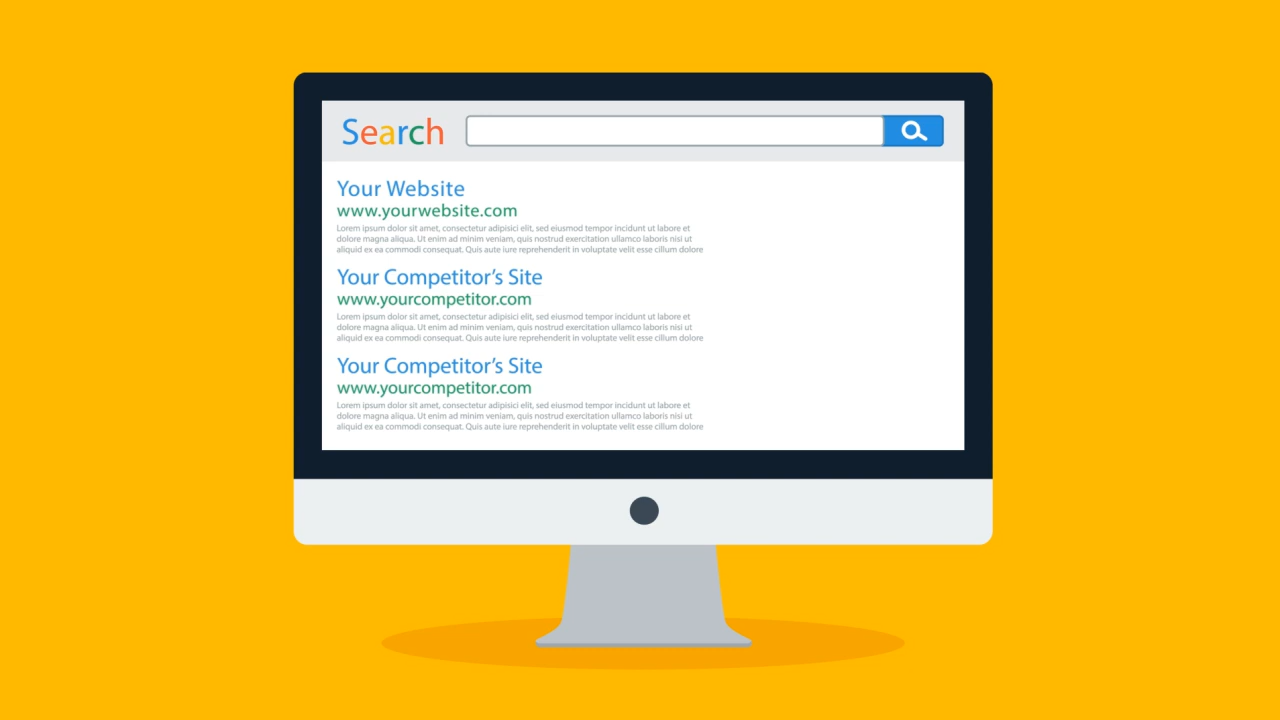 Search
Your Website
www.yourwebsite.com
Lorem ipsum dolor sit amet, consectetur adipisici elit, sed eiusmod tempor incidunt ut labore et
dolore magna aliqua. Ut enim ad minim veniam, quis nostrud exercitation ullamco laboris nisi ut
aliquid ex ea commodi consequat. Quis aute iure reprehenderit in voluptate velit esse cillum dolore
Your Competitor’s Site
www.yourcompetitor.com
Lorem ipsum dolor sit amet, consectetur adipisici elit, sed eiusmod tempor incidunt ut labore et
dolore magna aliqua. Ut enim ad minim veniam, quis nostrud exercitation ullamco laboris nisi ut
aliquid ex ea commodi consequat. Quis aute iure reprehenderit in voluptate velit esse cillum dolore
Your Competitor’s Site
www.yourcompetitor.com
Lorem ipsum dolor sit amet, consectetur adipisici elit, sed eiusmod tempor incidunt ut labore et
dolore magna aliqua. Ut enim ad minim veniam, quis nostrud exercitation ullamco laboris nisi ut
aliquid ex ea commodi consequat. Quis aute iure reprehenderit in voluptate velit esse cillum dolore